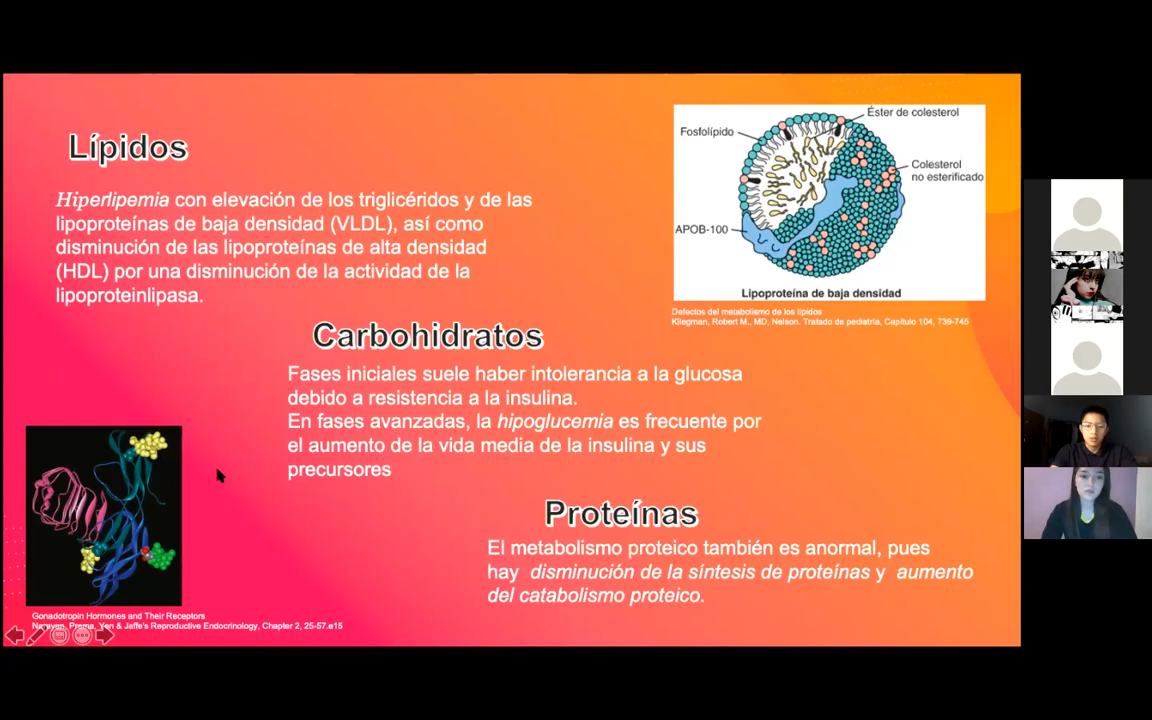 Lípidos
Hiperlipemia con elevación de los triglicéridos y de las
lipoproteínas de baja densidad (VLDL), así como
disminución de las lipoproteínas de alta densidad
(HDL) por una disminución de la actividad de la
lipoproteinlipasa.
Éster de colesterol
Fosfolípido
Colesterol
no esterificado
APOB-100
Lipoproteína de baja densidad
Defectos del metabolismo de los lípidos
Kliegman, Robert M., MD, Nelson. Tratado de pediatría, Capítulo 104, 739-745
Carbohidratos
Fases iniciales suele haber intolerancia a la glucosa
debido a resistencia a la insulina.
En fases avanzadas, la hipoglucemia es frecuente por
el aumento de la vida media de la insulina y sus
precursores
Proteínas
El metabolismo proteico también es anormal, pues
hay disminución de la síntesis de proteínas y aumento
del catabolismo proteico.
Gonadotropin Hormones and Their Receptors
Narayan, Prema, Yen & Jaffe's Reproductive Endocrinology, Chapter 2, 25-57.e15